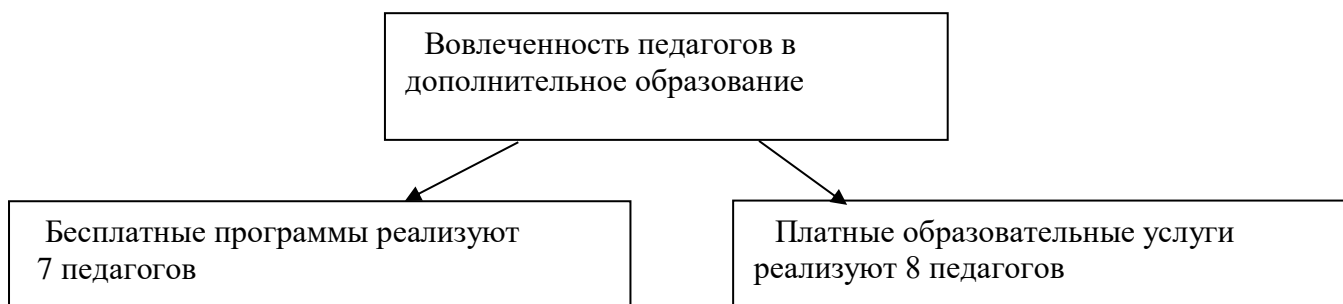 Вовлеченность педагогов в
дополнительное образование
Бесплатные программы реализуют
7 педагогов
Платные образовательные услуги
реализуют 8 педагогов